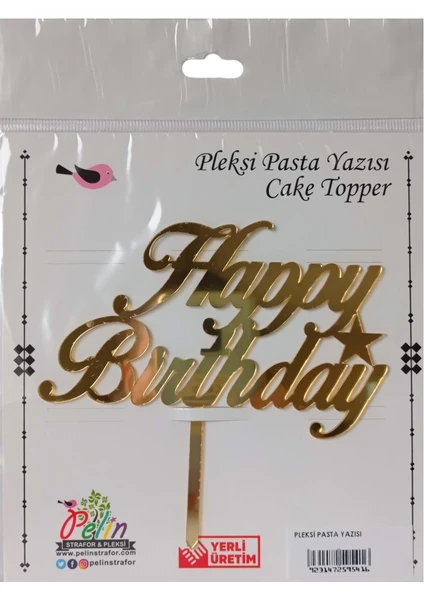 Pleksi Pasta Yazısı
Cake Topper
Happy
Birthday
Pelin
STRAFOR & PLEKSİ
www.pelinstrafor.com
pelinstrafor
YERLİ
ÜRETİM
PLEKSİ PASTA YAZISI
9231472595416